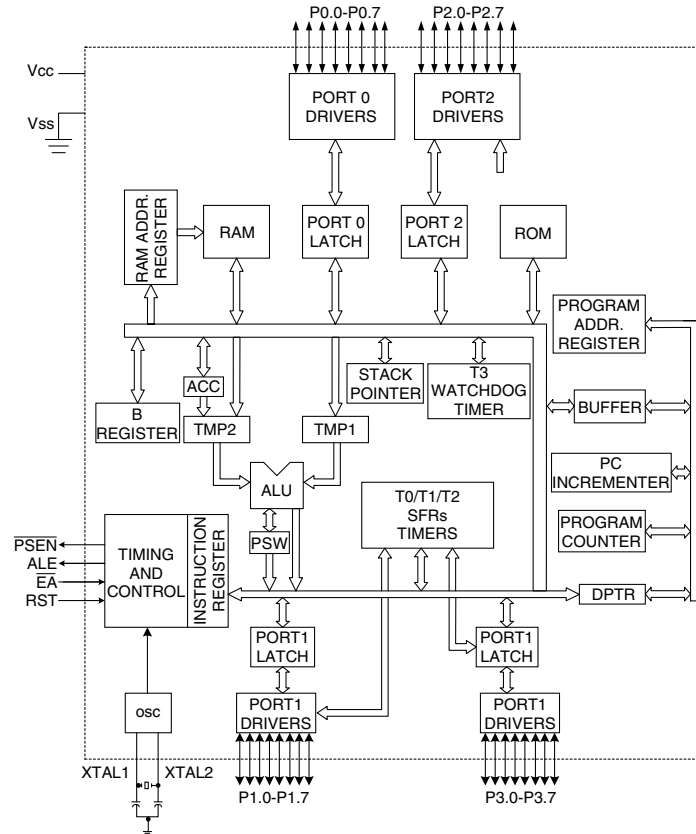 P0.0-P0.7
P2.0-P2.7
Vcc
Vss
PORT 0
DRIVERS
PORT2
DRIVERS
RAM ADDR.
REGISTER
RAM
PORT 0
LATCH
PORT 2
LATCH
ROM
PROGRAM
ADDR.
REGISTER
B
REGISTER
ACC
TMP2
TMP1
STACK
POINTER
T3
WATCHDOG
TIMER
BUFFER
ALU
PC
INCREMENTER
T0/T1/T2
SFRs
TIMERS
PSW
PROGRAM
COUNTER
PSEN
ALE
EA
RST
TIMING
AND
CONTROL
INSTRUCTION
REGISTER
DPTR
PORT1
LATCH
PORT1
LATCH
OSC
PORT1
DRIVERS
PORT1
DRIVERS
XTAL1
XTAL2
P1.0-P1.7
P3.0-P3.7